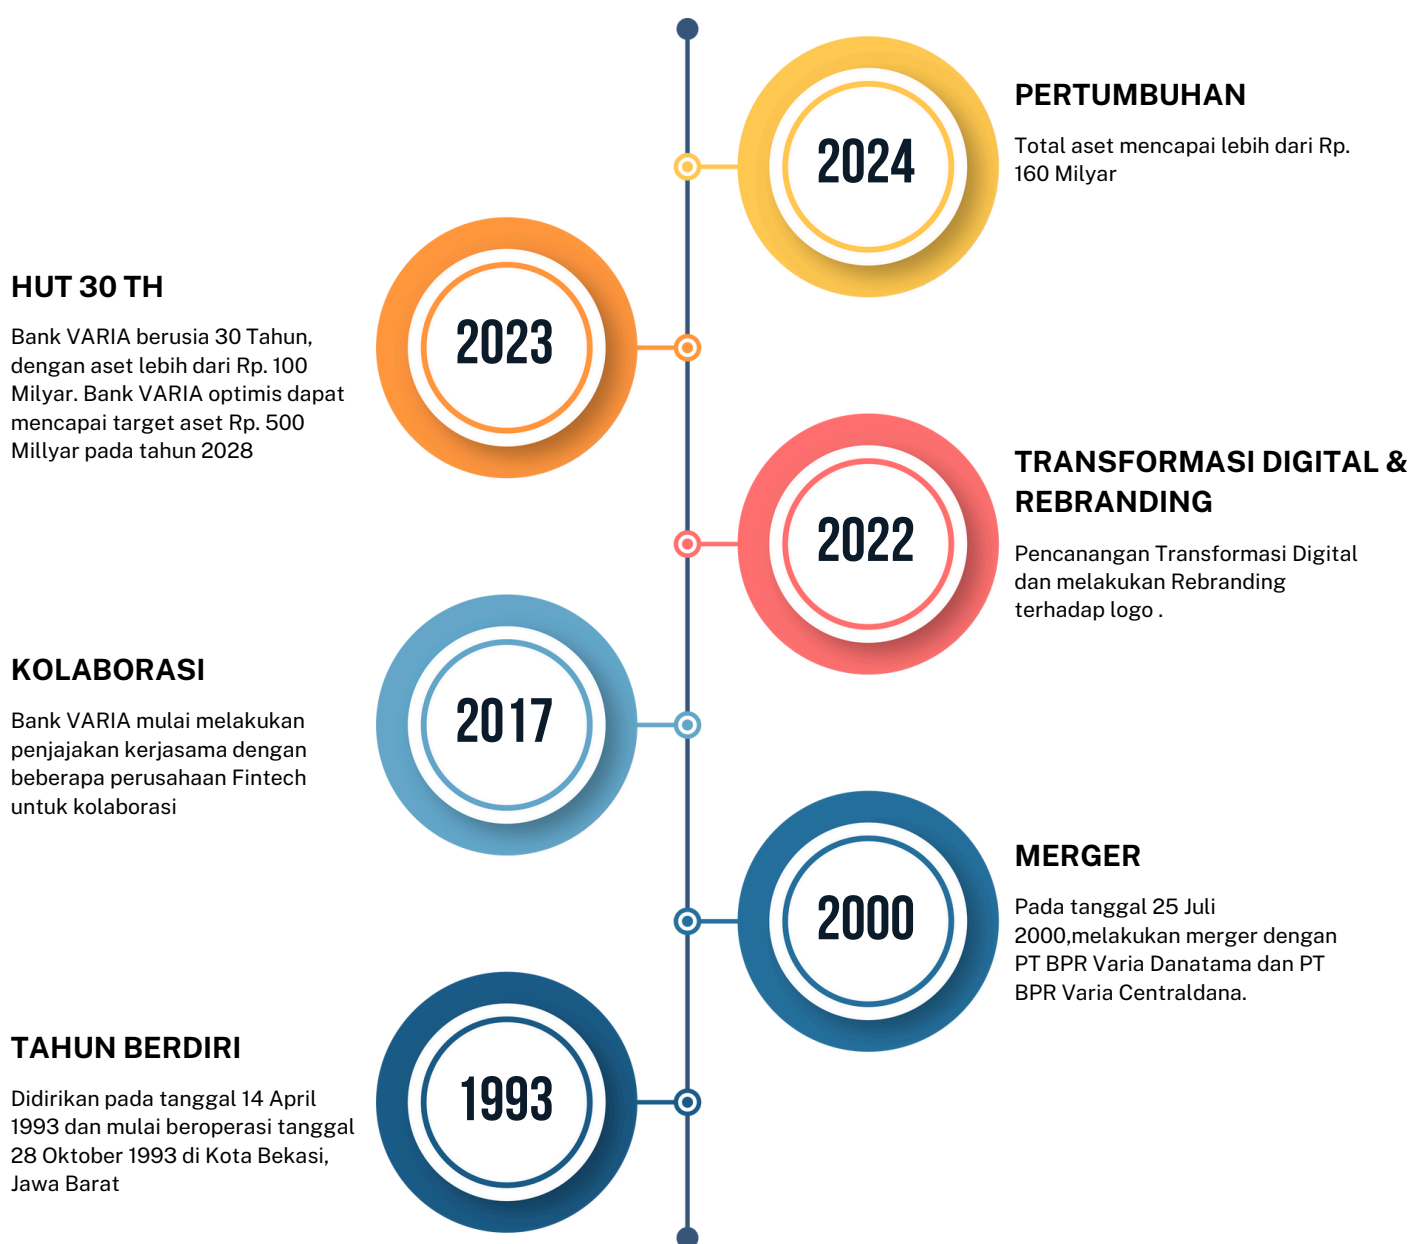 2024
PERTUMBUHAN
Total aset mencapai lebih dari Rp.
160 Milyar
HUT 30 TH
Bank VARIA berusia 30 Tahun,
dengan aset lebih dari Rp. 100
Milyar. Bank VARIA optimis dapat
mencapai target aset Rp. 500
Millyar pada tahun 2028
2023
2022
TRANSFORMASI DIGITAL &
REBRANDING
Pencanangan Transformasi Digital
dan melakukan Rebranding
terhadap logo .
KOLABORASI
Bank VARIA mulai melakukan
penjajakan kerjasama dengan
beberapa perusahaan Fintech
untuk kolaborasi
2017
2000
MERGER
Pada tanggal 25 Juli
2000,melakukan merger dengan
PT BPR Varia Danatama dan PT
BPR Varia Centraldana.
TAHUN BERDIRI
Didirikan pada tanggal 14 April
1993 dan mulai beroperasi tanggal
28 Oktober 1993 di Kota Bekasi,
Jawa Barat
1993